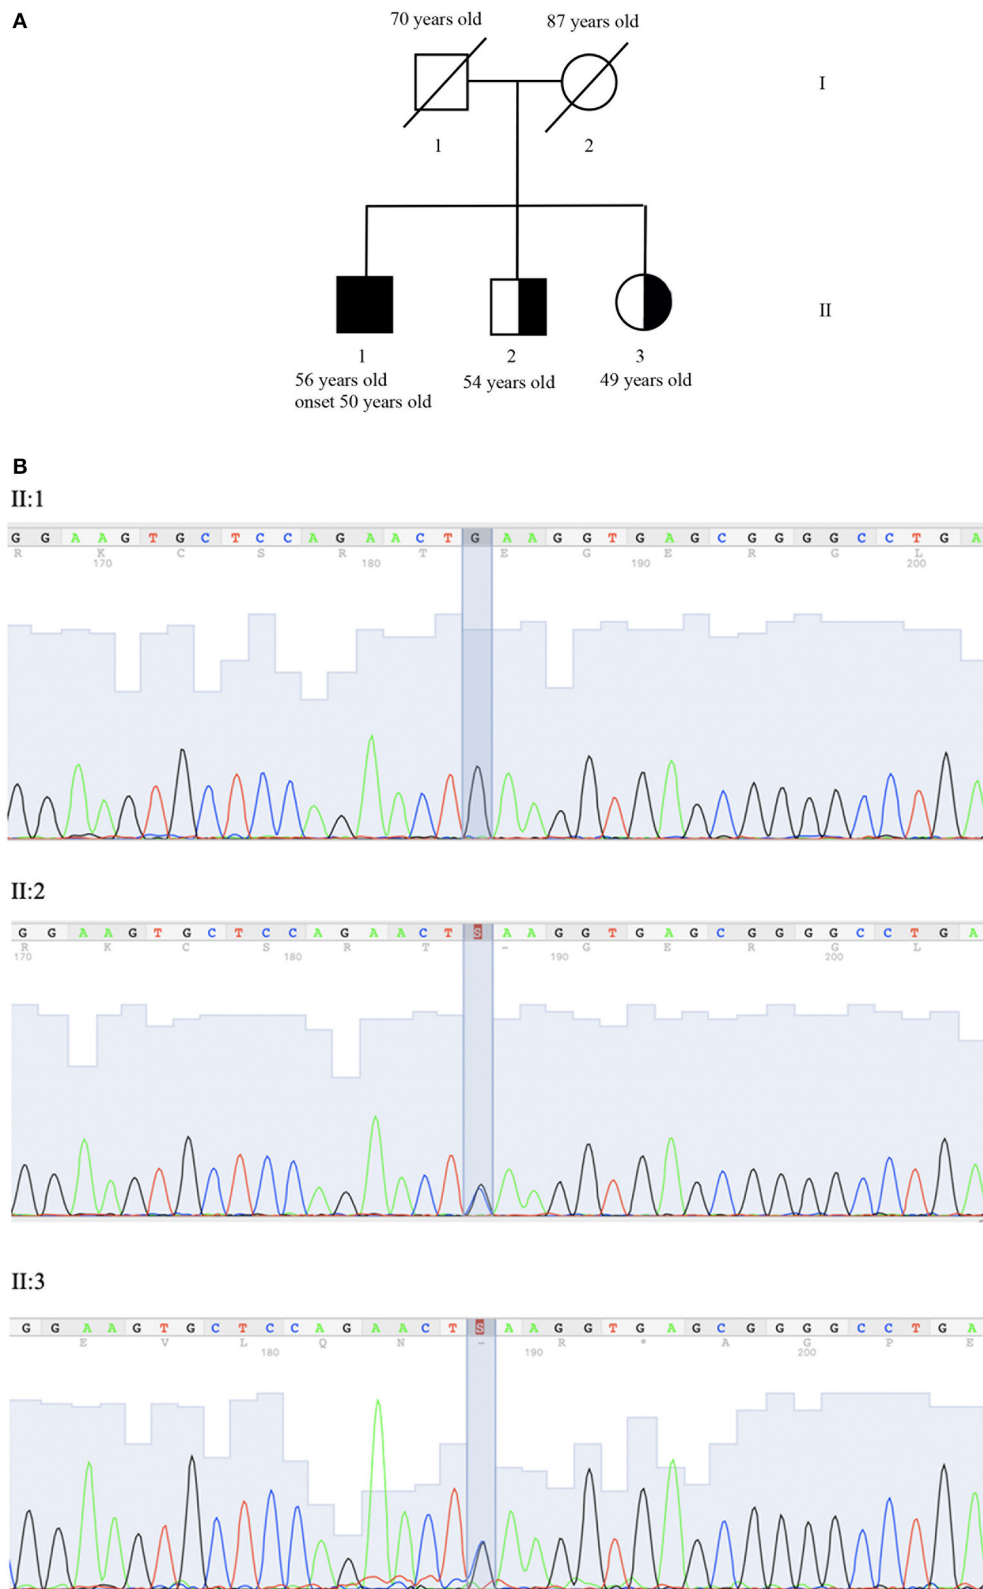 A
70 years old 87 years old
I
1 2
II
1 2 3
56 years old 54 years old 49 years old
onset 50 years old
B
II:1
G G A A G T G C T C C A G A A C T G A A G G T G A G C G G G G C C T G A
R K C S R T E G E R G L
170 180 190 200
II:2
G G A A G T G C T C C A G A A C T S A A G G T G A G C G G G G C C T G A
R K C S R T - G E R G L
170 180 190 200
II:3
G G A A G T G C T C C A G A A C T S A A G G T G A G C G G G G C C T G A
E V L Q N - R * A G P E
180 190 200